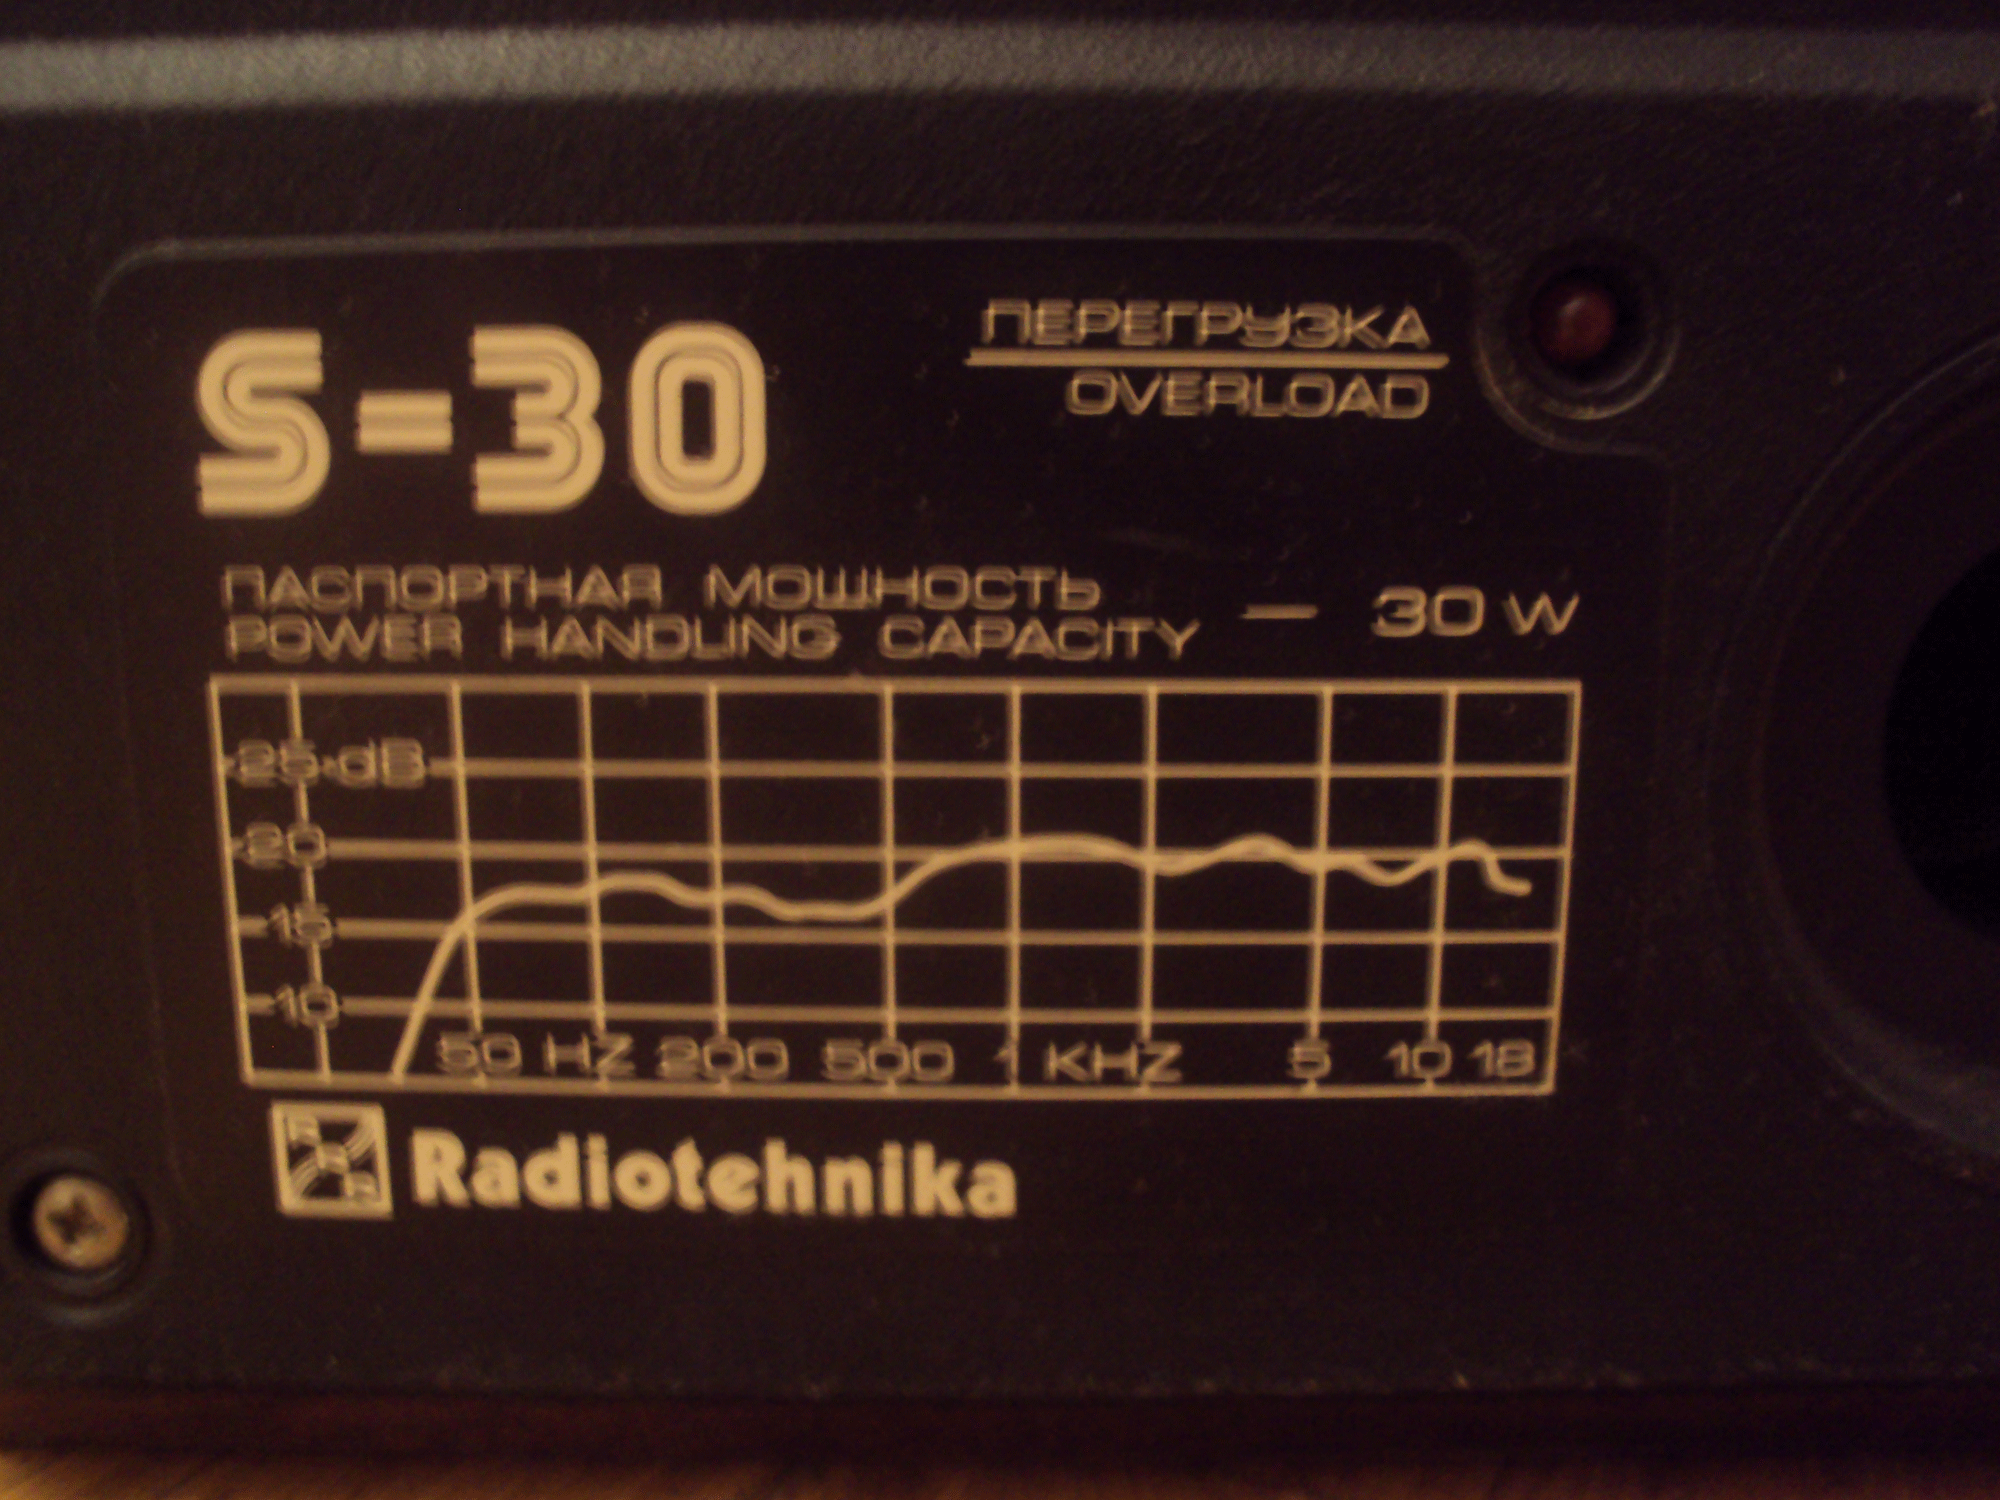 S-30
ПЕРЕГРУЗКА
OVERLOAD
ПАСПОРТНАЯ МОЩНОСТЬ
POWER HANDLING CAPACITY — 30 W
25 dB
20
15
10
50 HZ 200 500 1 KHZ 5 10 18
Radiotehnika